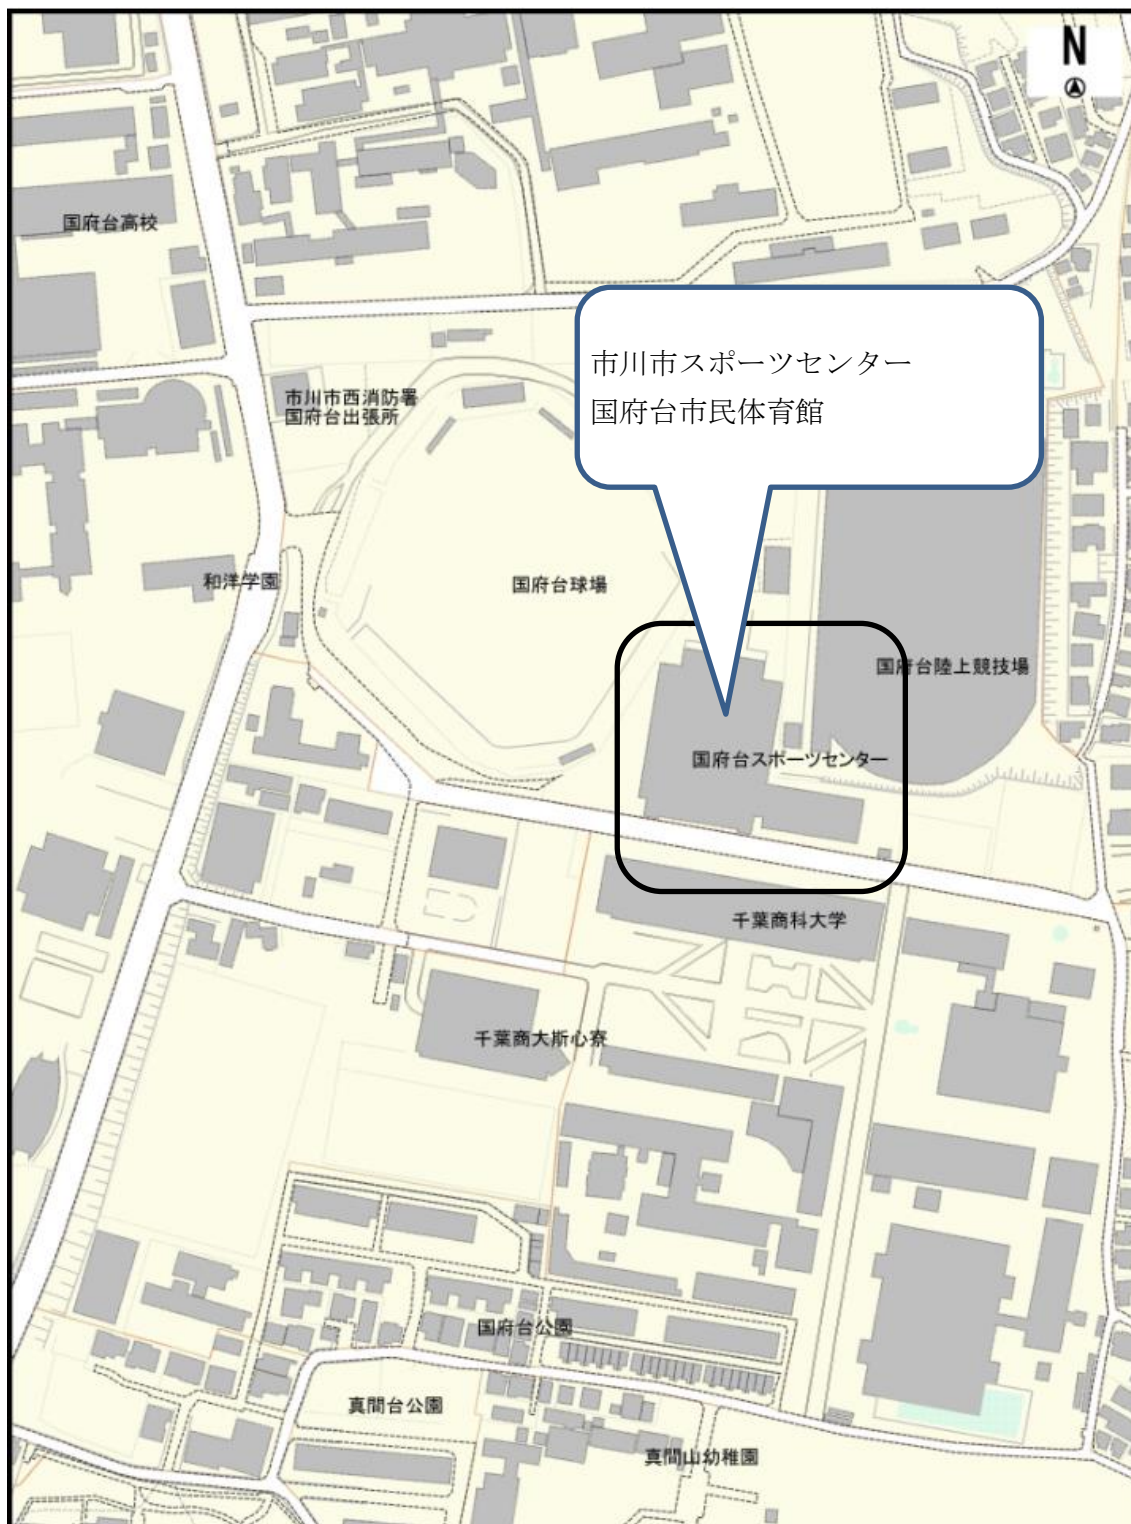 N
国府台高校
市川市スポーツセンター
国府台市民体育館
市川市西消防署
国府台出張所
和洋学園
国府台球場
国府台陸上競技場
国府台スポーツセンター
千葉商科大学
千葉商大斯心寮
国府台公園
真間台公園
真間山幼稚園